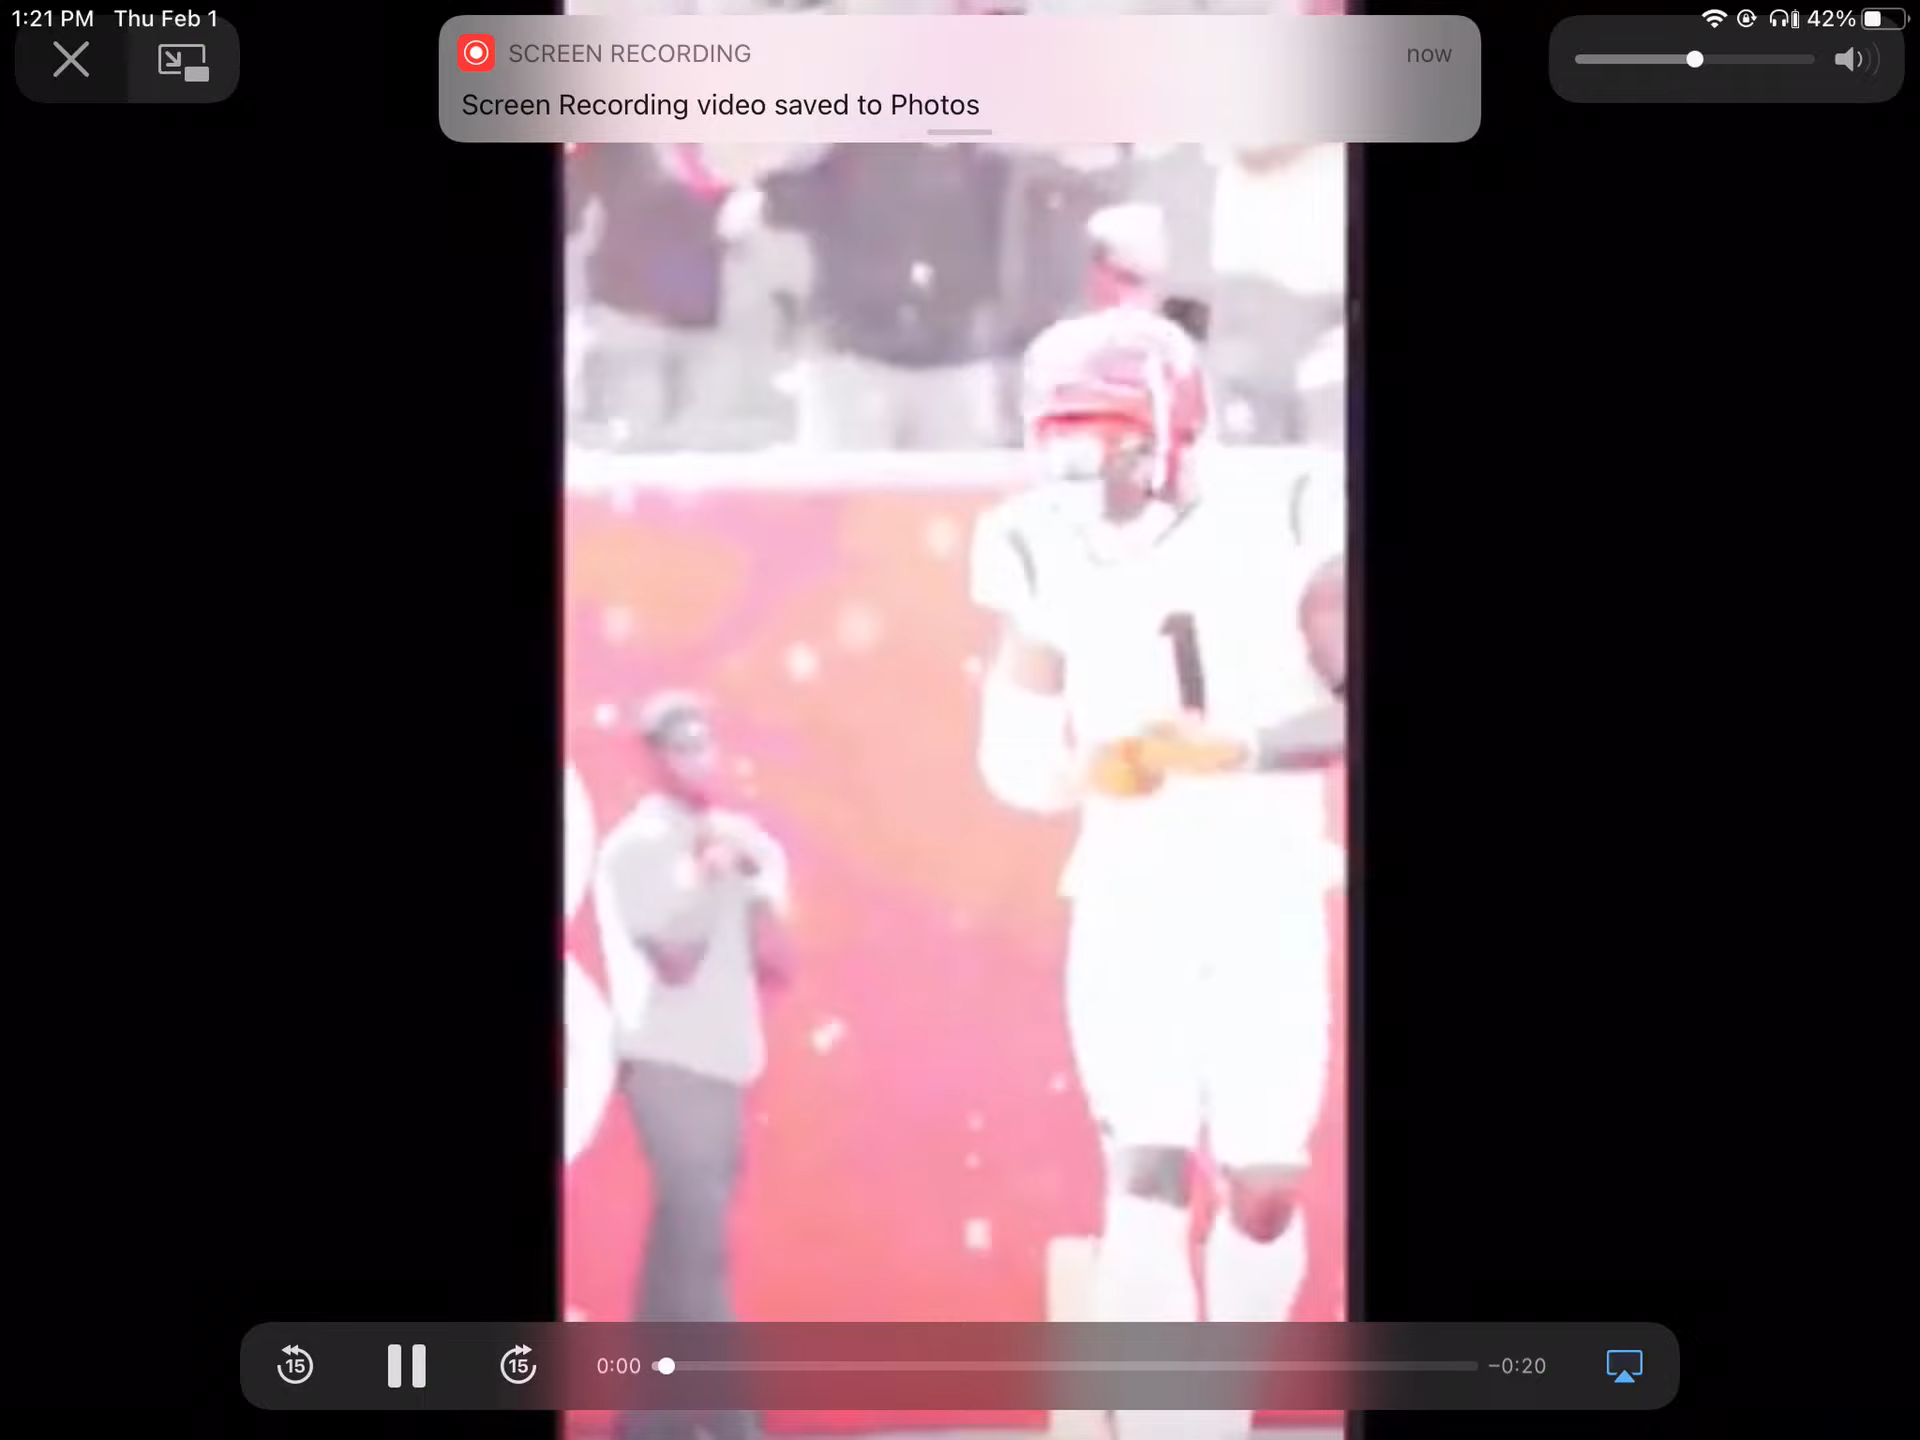 1:21 PM Thu Feb 1
42%
SCREEN RECORDING
now
Screen Recording video saved to Photos
1
15
15
0:00
−0:20